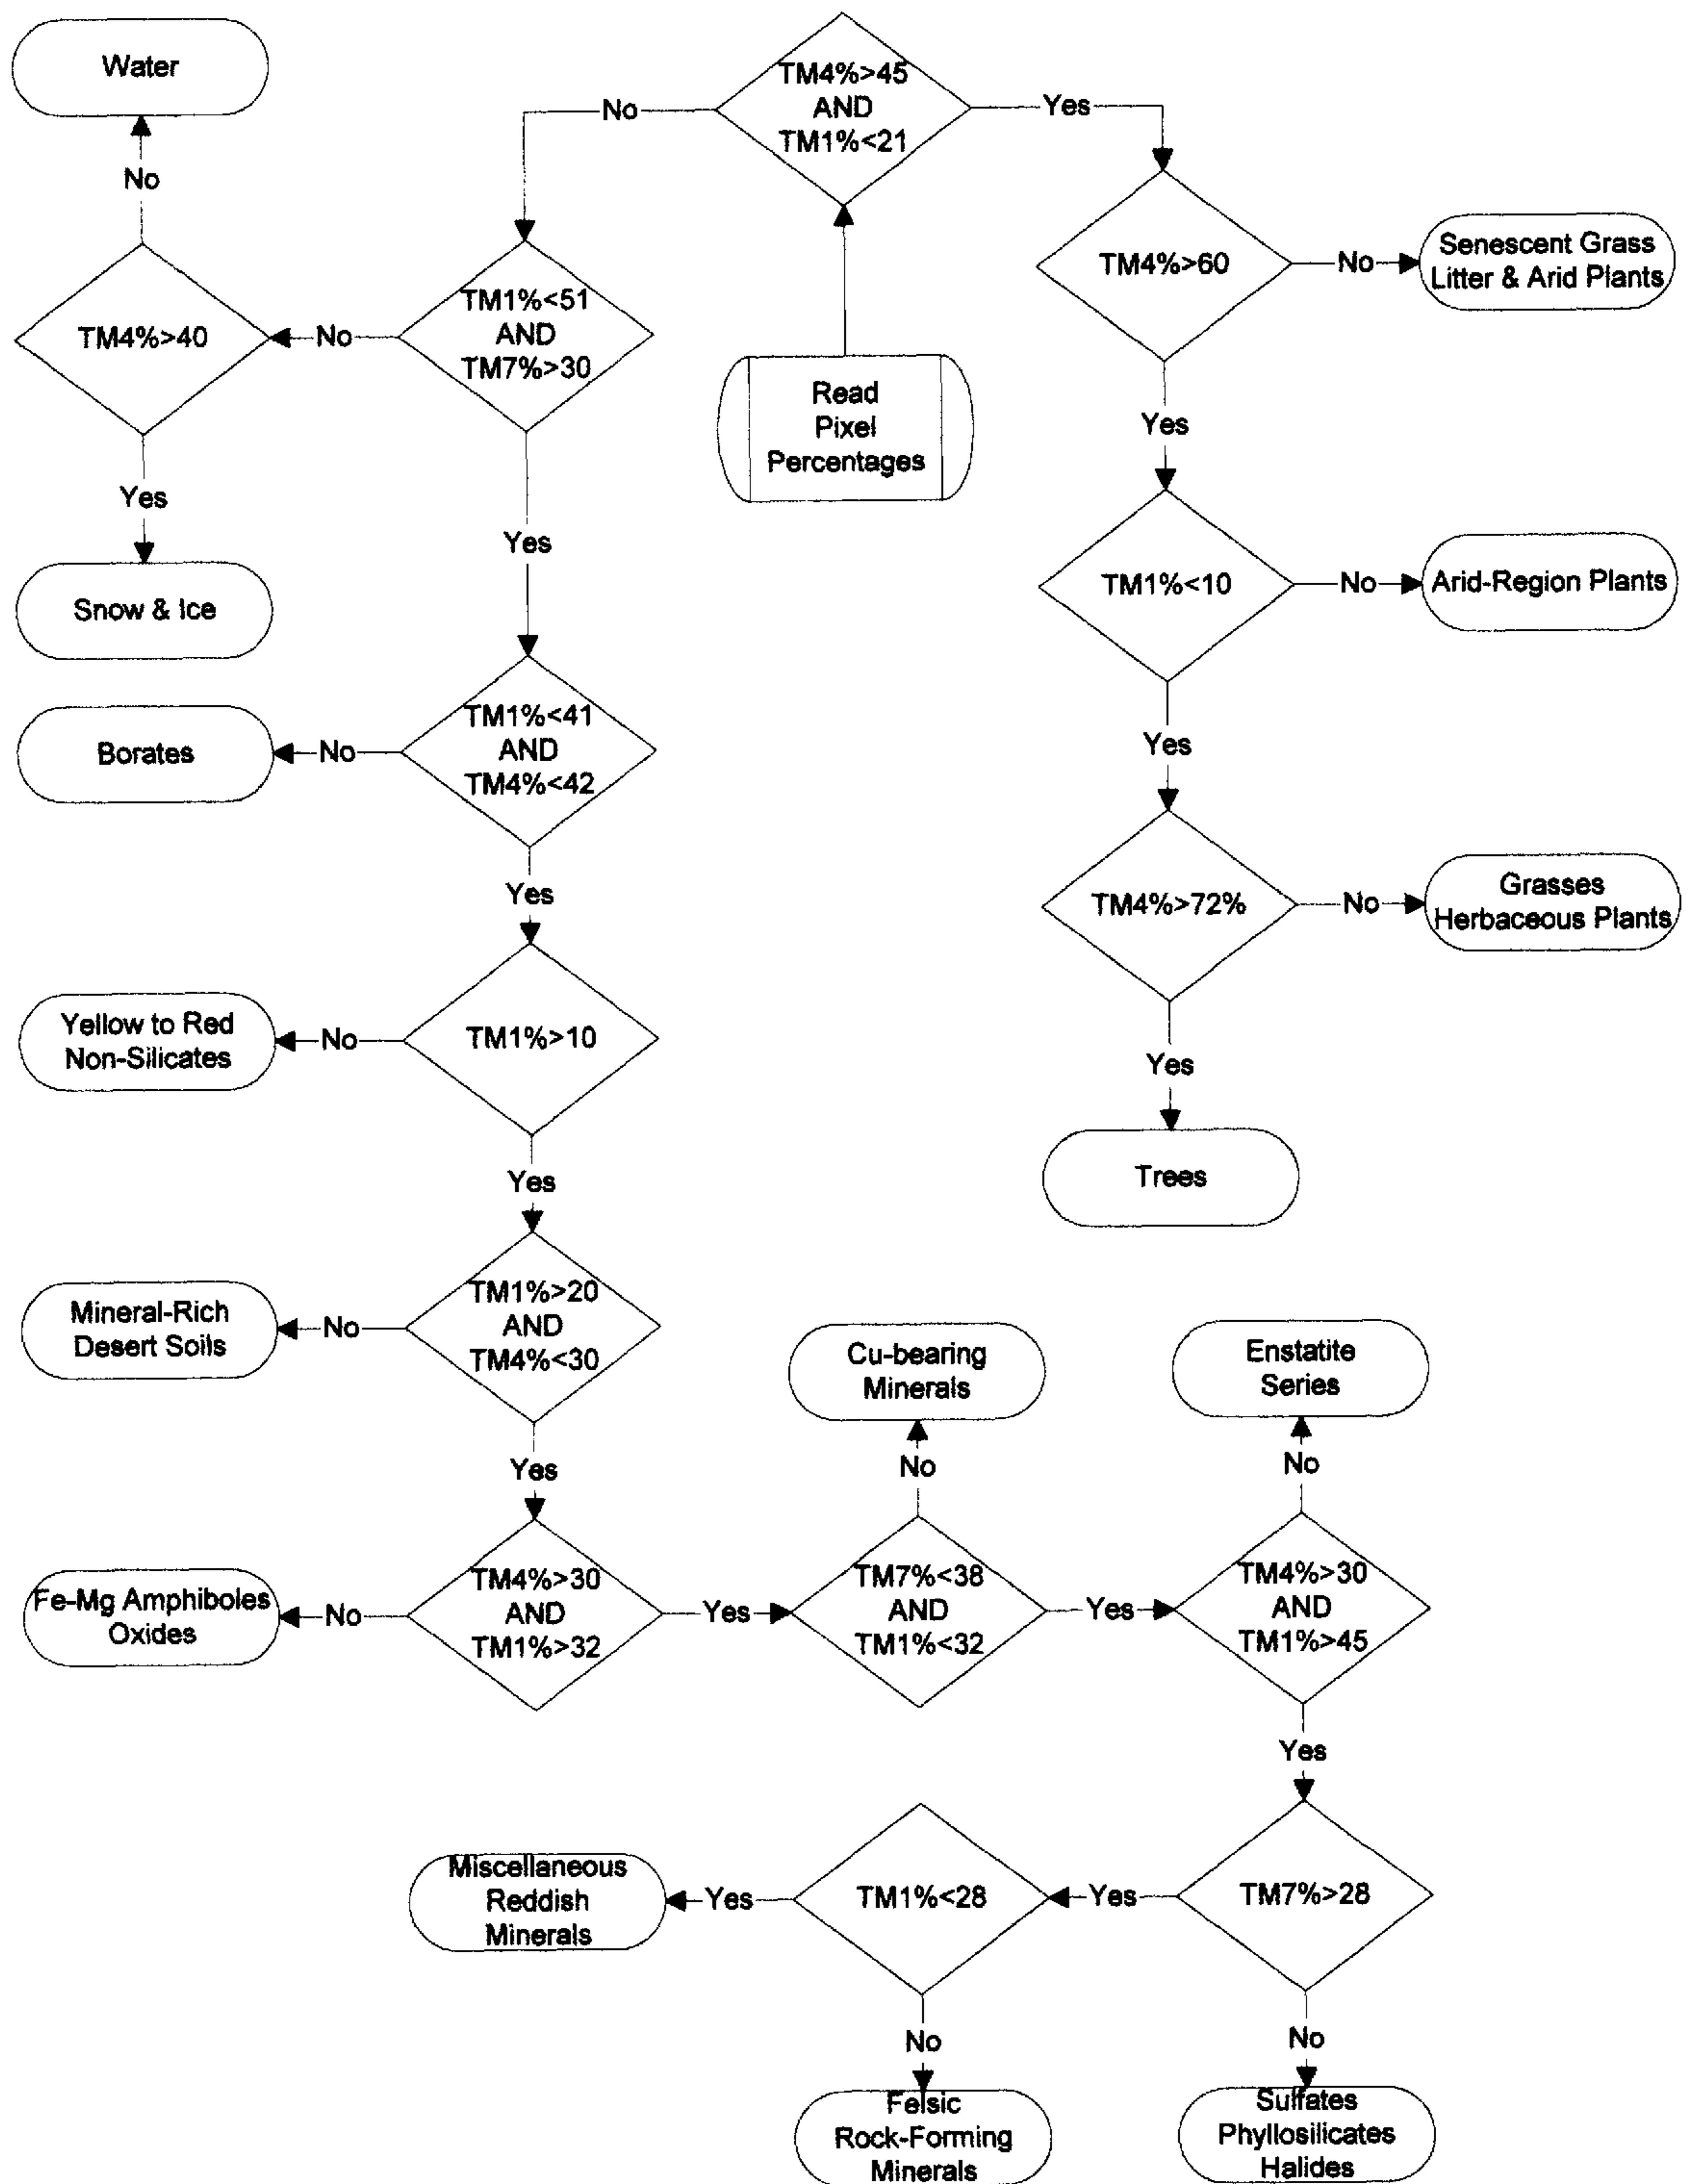 Water
TM4%>45
AND
TM1%<21
No
Yes
No
TM4%>60
No
Senescent Grass
Litter & Arid Plants
TM4%>40
No
TM1%<51
AND
TM7%>30
Read
Pixel
Percentages
Yes
Yes
Yes
Snow & Ice
TM1%<10
No
Arid-Region Plants
Borates
No
TM1%<41
AND
TM4%<42
Yes
Yes
TM4%>72%
No
Grasses
Herbaceous Plants
Yellow to Red
Non-Silicates
No
TM1%>10
Yes
Yes
Trees
Mineral-Rich
Desert Soils
No
TM1%>20
AND
TM4%<30
Cu-bearing
Minerals
Enstatite
Series
Yes
No
No
Fe-Mg Amphiboles
Oxides
No
TM4%>30
AND
TM1%>32
Yes
TM7%<38
AND
TM1%<32
Yes
TM4%>30
AND
TM1%>45
Yes
Miscellaneous
Reddish
Minerals
Yes
TM1%<28
Yes
TM7%>28
No
No
Felsic
Rock-Forming
Minerals
Sulfates
Phyllosilicates
Halides